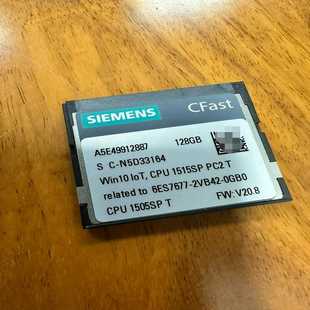 SIEMENS
CFast
A5E49912887
128GB
S C-N5D33164
Win10 IoT, CPU 1515SP PC2 T
related to 6ES7677-2VB42-0GB0
CPU 1505SP T
FW:V20.8